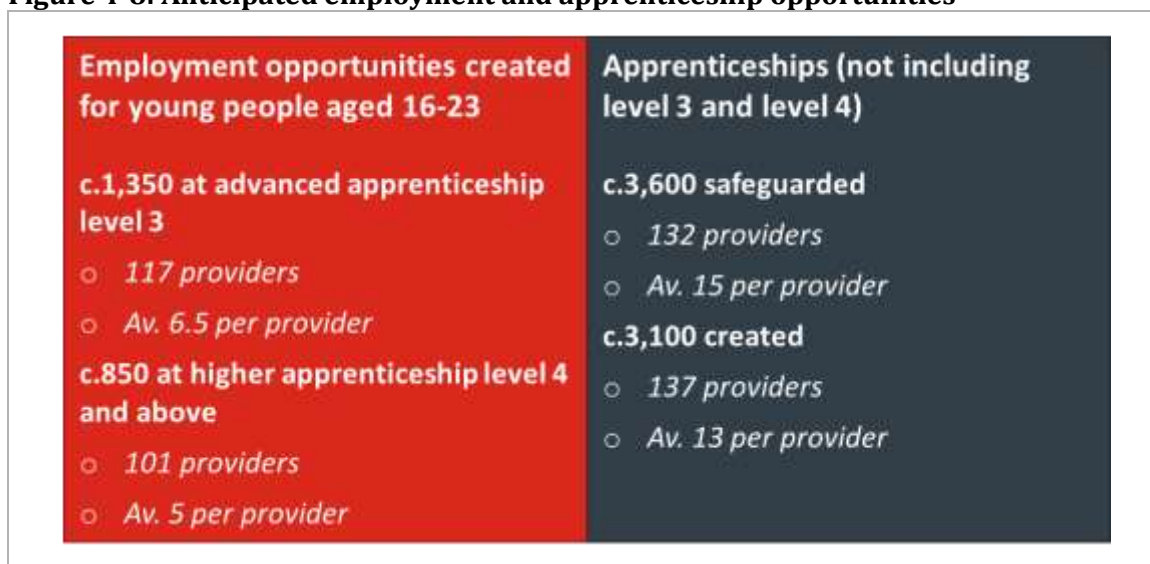 Employment opportunities created
for young people aged 16-23
c.1,350 at advanced apprenticeship
level 3
o 117 providers
o Av. 6.5 per provider
c.850 at higher apprenticeship level 4
and above
o 101 providers
o Av. 5 per provider
Apprenticeships (not including
level 3 and level 4)
c.3,600 safeguarded
o 132 providers
o Av. 15 per provider
c.3,100 created
o 137 providers
o Av. 13 per provider